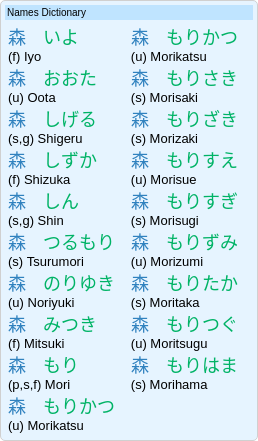 Names Dictionary
森 いよ
(f) Iyo
森 おおた
(u) Oota
森 しげる
(s,g) Shigeru
森 しずか
(f) Shizuka
森 しん
(s,g) Shin
森 つるもり
(s) Tsurumori
森 のりゆき
(u) Noriyuki
森 みつき
(f) Mitsuki
森 もり
(p,s,f) Mori
森 もりかつ
(u) Morikatsu
森 もりかつ
(u) Morikatsu
森 もりさき
(s) Morisaki
森 もりざき
(s) Morizaki
森 もりすえ
(u) Morisue
森 もりすぎ
(s) Morisugi
森 もりずみ
(u) Morizumi
森 もりたか
(s) Moritaka
森 もりつぐ
(u) Moritsugu
森 もりはま
(s) Morihama